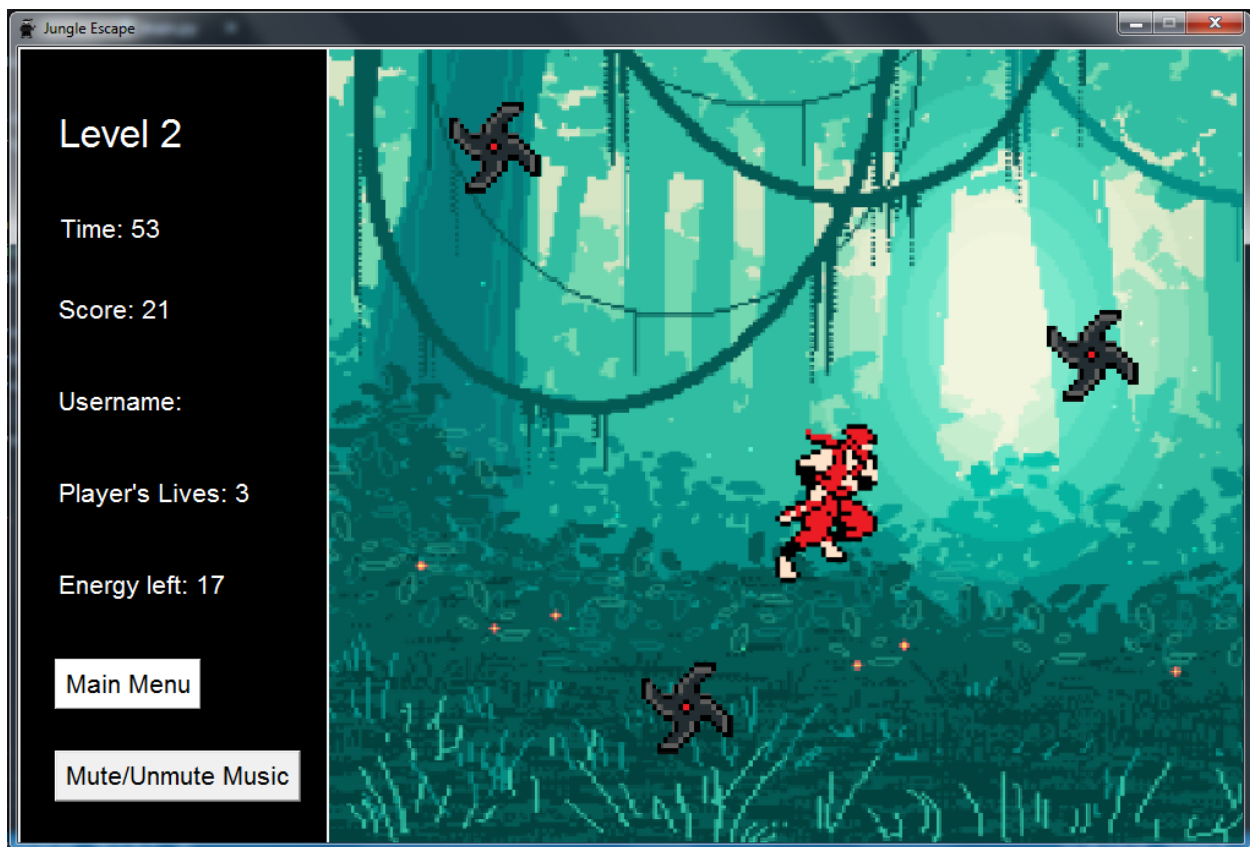 Jungle Escape
Level 2
Time: 53
Score: 21
Username:
Player's Lives: 3
Energy left: 17
Main Menu
Mute/Unmute Music